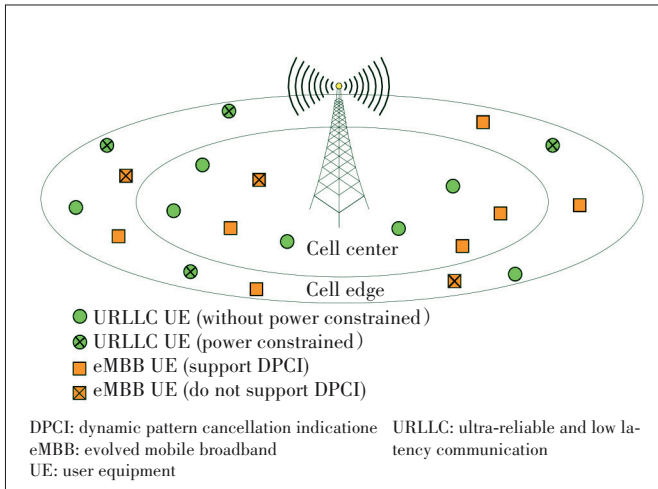 Cell center
Cell edge
URLLC UE (without power constrained)
URLLC UE (power constrained)
eMBB UE (support DPCI)
eMBB UE (do not support DPCI)
DPCI: dynamic pattern cancellation indicatione
eMBB: evolved mobile broadband
UE: user equipment
URLLC: ultra-reliable and low la-
tency communication